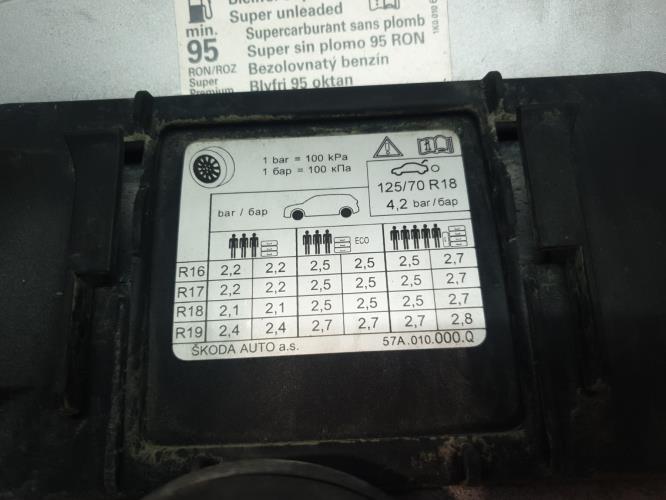 min.
95
RON/ROZ
Super
Premium
Super unleaded
Supercarburant sans plomb
Super sin plomo 95 RON
Bezolovnatý benzín
Blyfri 95 oktan
1 bar = 100 kPa
1 бар = 100 кПа
125/70 R18
4,2 bar/бар
bar / бар
ECO
R16 2,2 2,2 2,5 2,5 2,5 2,7
R17 2,2 2,2 2,5 2,5 2,5 2,7
R18 2,1 2,1 2,5 2,5 2,5 2,7
R19 2,4 2,4 2,7 2,7 2,7 2,8
ŠKODA AUTO a.s. 57A.010.000.Q